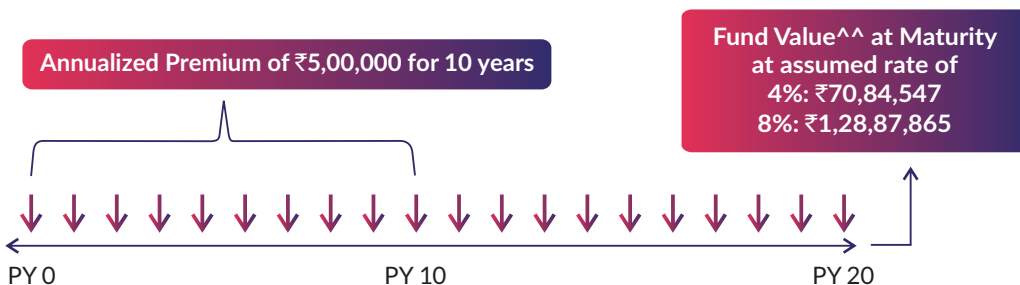 Annualized Premium of ₹5,00,000 for 10 years
Fund Value^^ at Maturity
at assumed rate of
4%: ₹70,84,547
8%: ₹1,28,87,865
PY 0
PY 10
PY 20